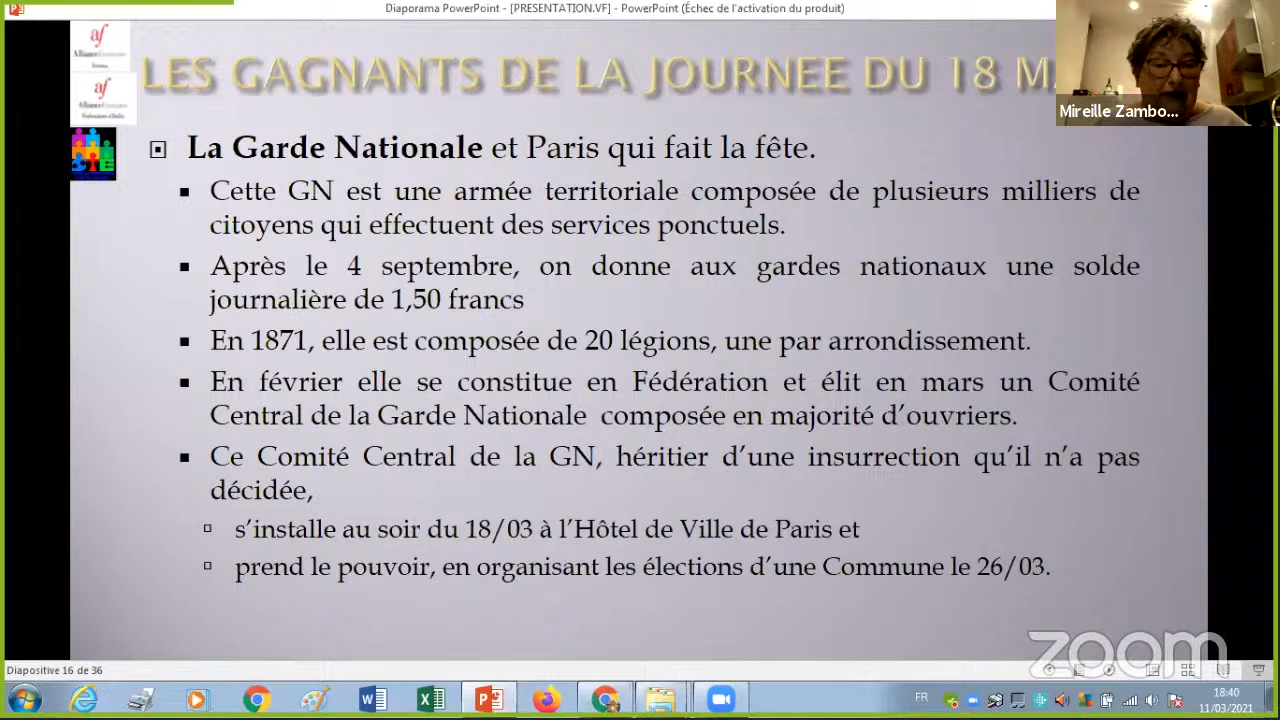 Diaporama PowerPoint - [PRESENTATION.VF] - PowerPoint (Échec de l'activation du produit)
af
AllianceFrançaise
af
AllianceFrançaise
LES GAGNANTS DE LA JOURNEE DU 18
Mireille Zambo...
La Garde Nationale et Paris qui fait la fête.
Cette GN est une armée territoriale composée de plusieurs milliers de
citoyens qui effectuent des services ponctuels.
Après le 4 septembre, on donne aux gardes nationaux une solde
journalière de 1,50 francs
En 1871, elle est composée de 20 légions, une par arrondissement.
En février elle se constitue en Fédération et élit en mars un Comité
Central de la Garde Nationale composée en majorité d'ouvriers.
Ce Comité Central de la GN, héritier d'une insurrection qu'il n'a pas
décidée,
s'installe au soir du 18/03 à l'Hôtel de Ville de Paris et
prend le pouvoir, en organisant les élections d'une Commune le 26/03.
zoom
Diapositive 16 de 36
FR
18:40
11/03/2021